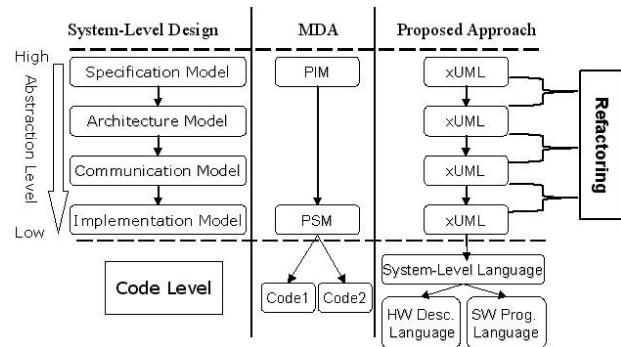 System-Level Design
MDA
Proposed Approach
High
Abstraction Level
Low
Specification Model
Architecture Model
Communication Model
Implementation Model
PIM
PSM
xUML
xUML
xUML
xUML
Refactoring
Code Level
Code1
Code2
System-Level Language
HW Desc.
Language
SW Prog.
Language